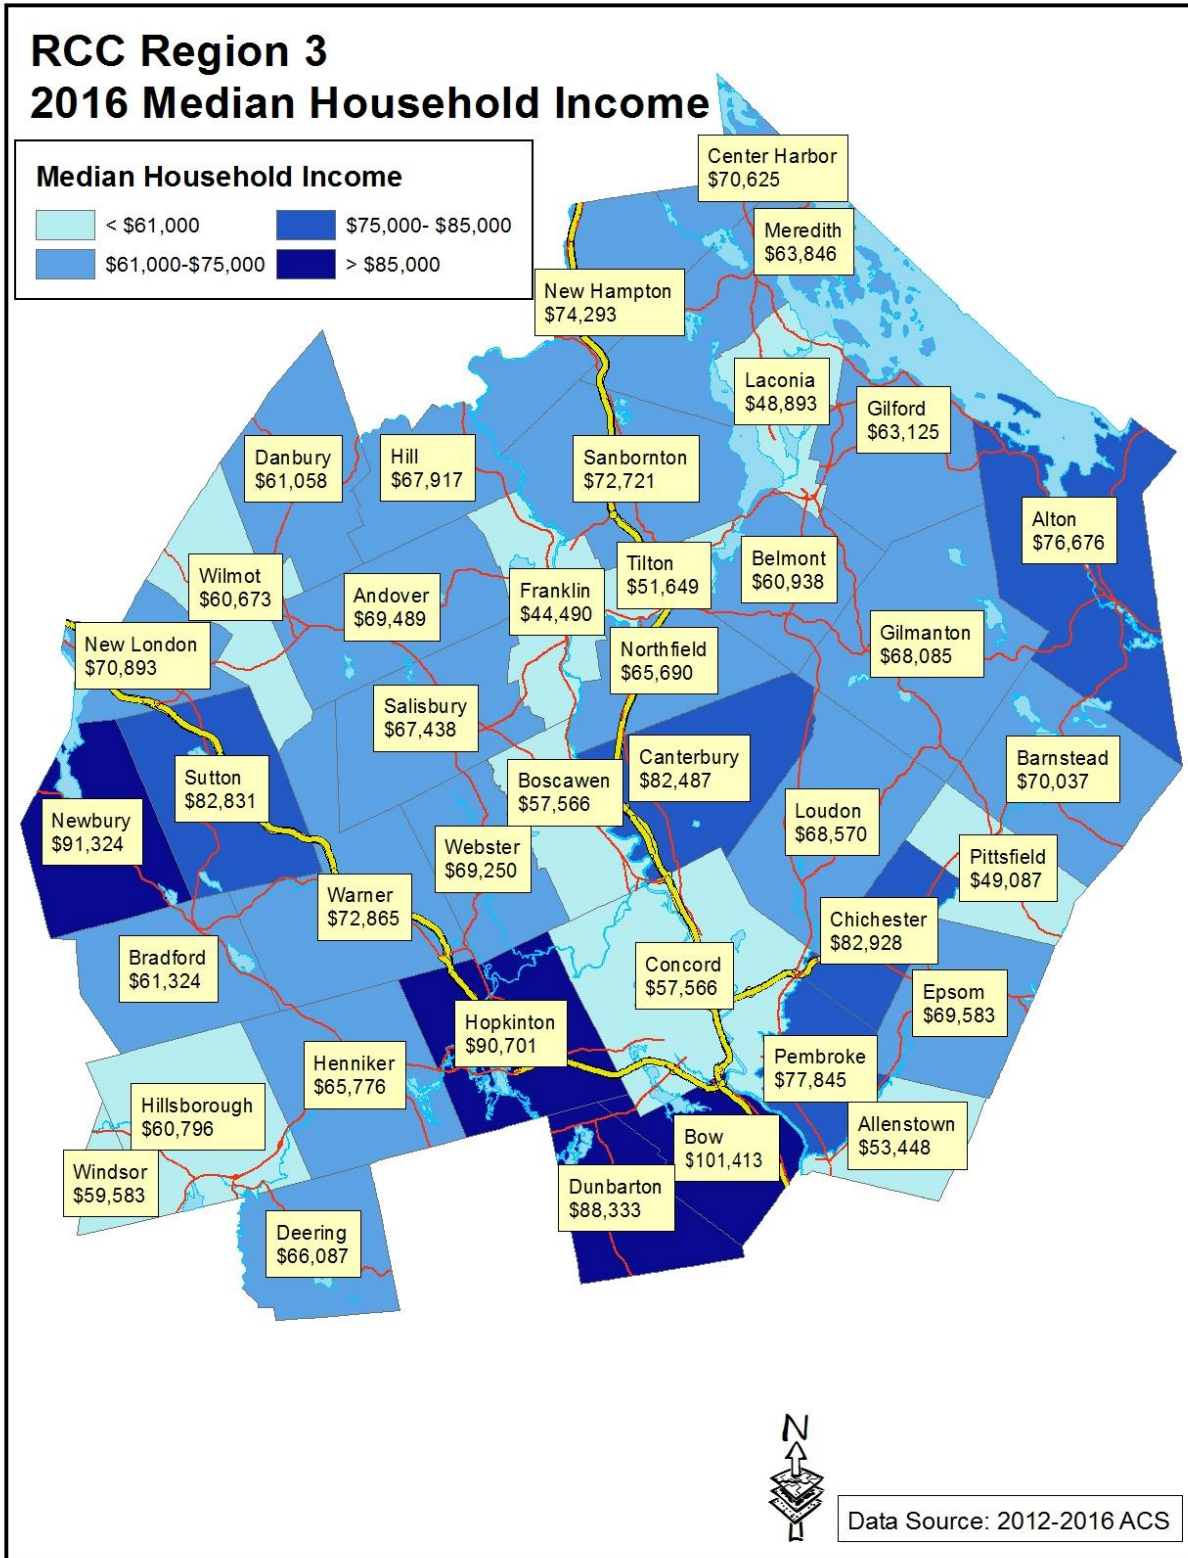 RCC Region 3
2016 Median Household Income
Median Household Income
< $61,000
$75,000- $85,000
$61,000-$75,000
> $85,000
Center Harbor
$70,625
Meredith
$63,846
New Hampton
$74,293
Laconia
$48,893
Gilford
$63,125
Danbury
$61,058
Hill
$67,917
Sanbornton
$72,721
Alton
$76,676
Wilmot
$60,673
Andover
$69,489
Franklin
$44,490
Tilton
$51,649
Belmont
$60,938
New London
$70,893
Northfield
$65,690
Gilmanton
$68,085
Salisbury
$67,438
Sutton
$82,831
Boscawen
$57,566
Canterbury
$82,487
Barnstead
$70,037
Newbury
$91,324
Webster
$69,250
Loudon
$68,570
Pittsfield
$49,087
Warner
$72,865
Chichester
$82,928
Bradford
$61,324
Concord
$57,566
Epsom
$69,583
Hopkinton
$90,701
Henniker
$65,776
Pembroke
$77,845
Hillsborough
$60,796
Allenstown
$53,448
Bow
$101,413
Windsor
$59,583
Dunbarton
$88,333
Deering
$66,087
N
Data Source: 2012-2016 ACS